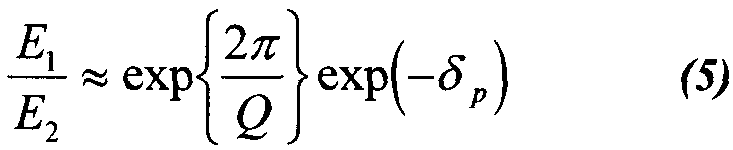 E₁/E₂ ≈ exp{2π/Q} exp(−δₚ) (5)